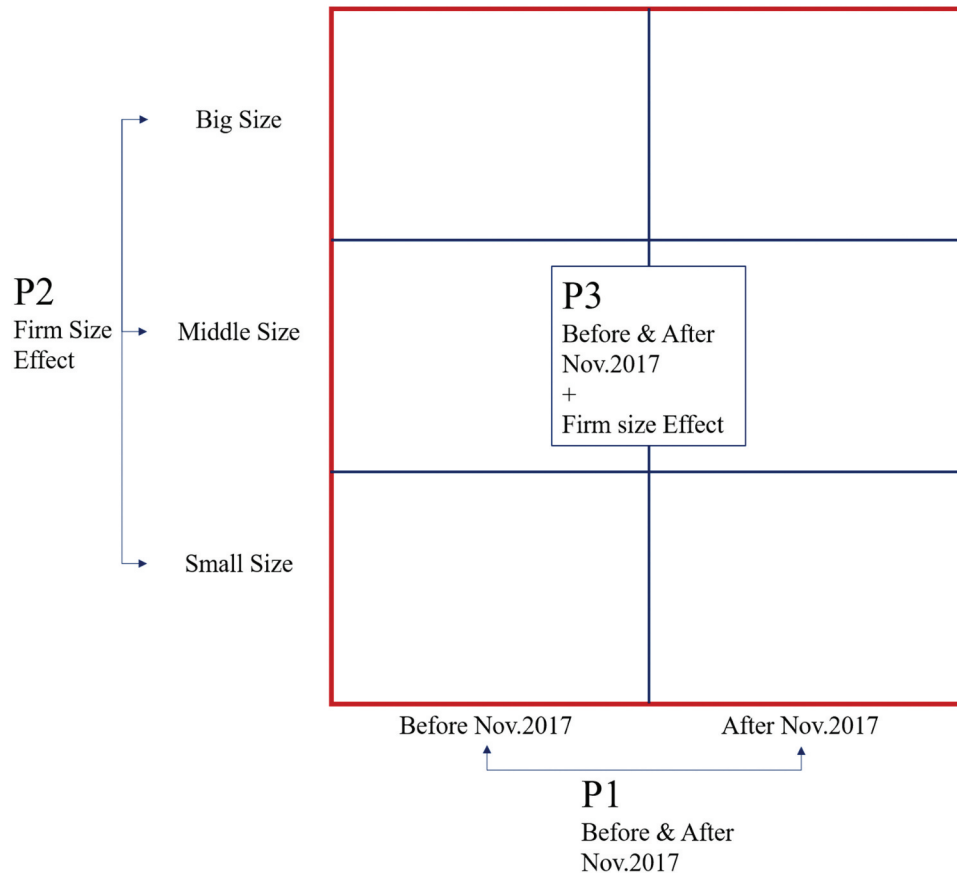 Big Size
P2
Firm Size
Effect
Middle Size
Small Size
P3
Before & After
Nov.2017
+
Firm size Effect
Before Nov.2017
After Nov.2017
P1
Before & After
Nov.2017